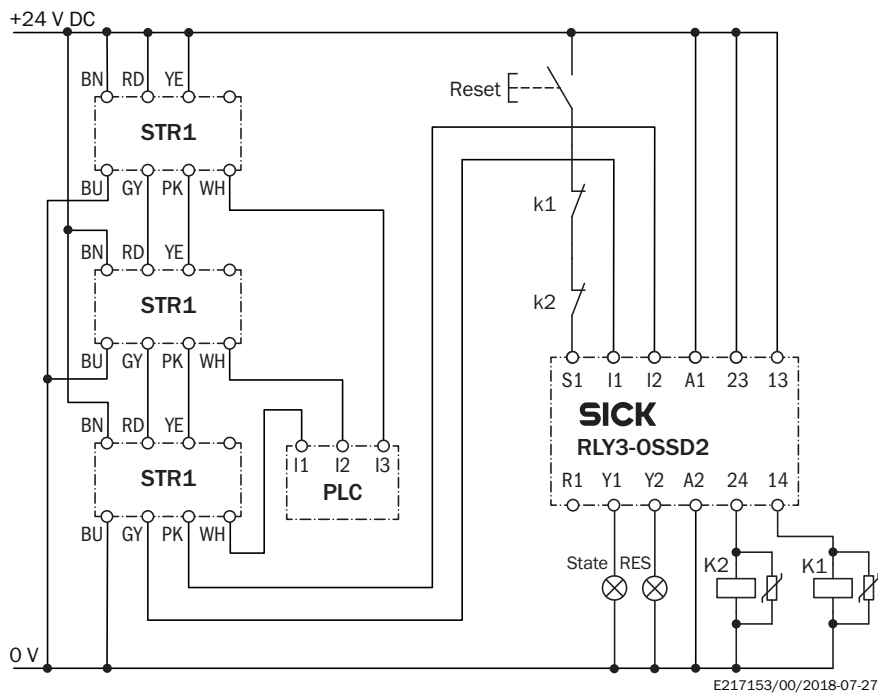 +24 V DC
BN RD YE
STR1
BU GY PK WH
BN RD YE
STR1
BU GY PK WH
BN RD YE
STR1
BU GY PK WH
I1 I2 I3
PLC
Reset
k1
k2
S1 I1 I2 A1 23 13
SICK
RLY3-OSSD2
R1 Y1 Y2 A2 24 14
State RES
K2
K1
0 V
E217153/00/2018-07-27